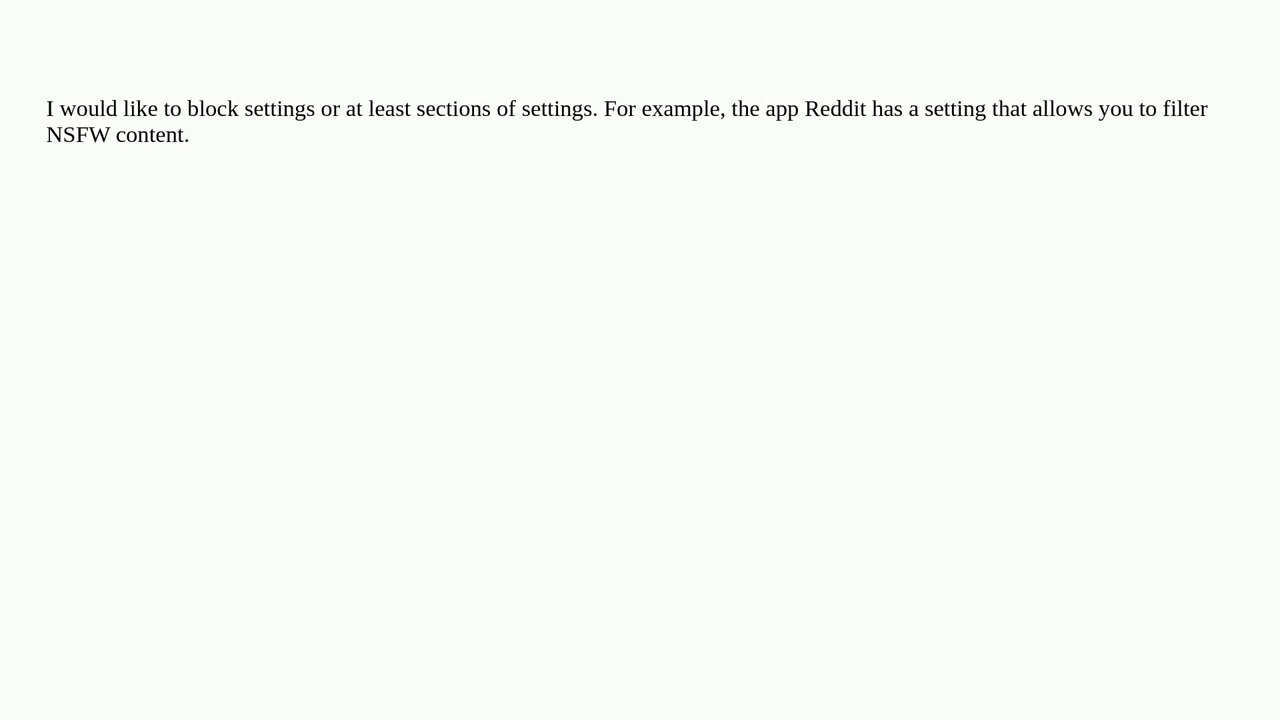 I would like to block settings or at least sections of settings. For example, the app Reddit has a setting that allows you to filter
NSFW content.